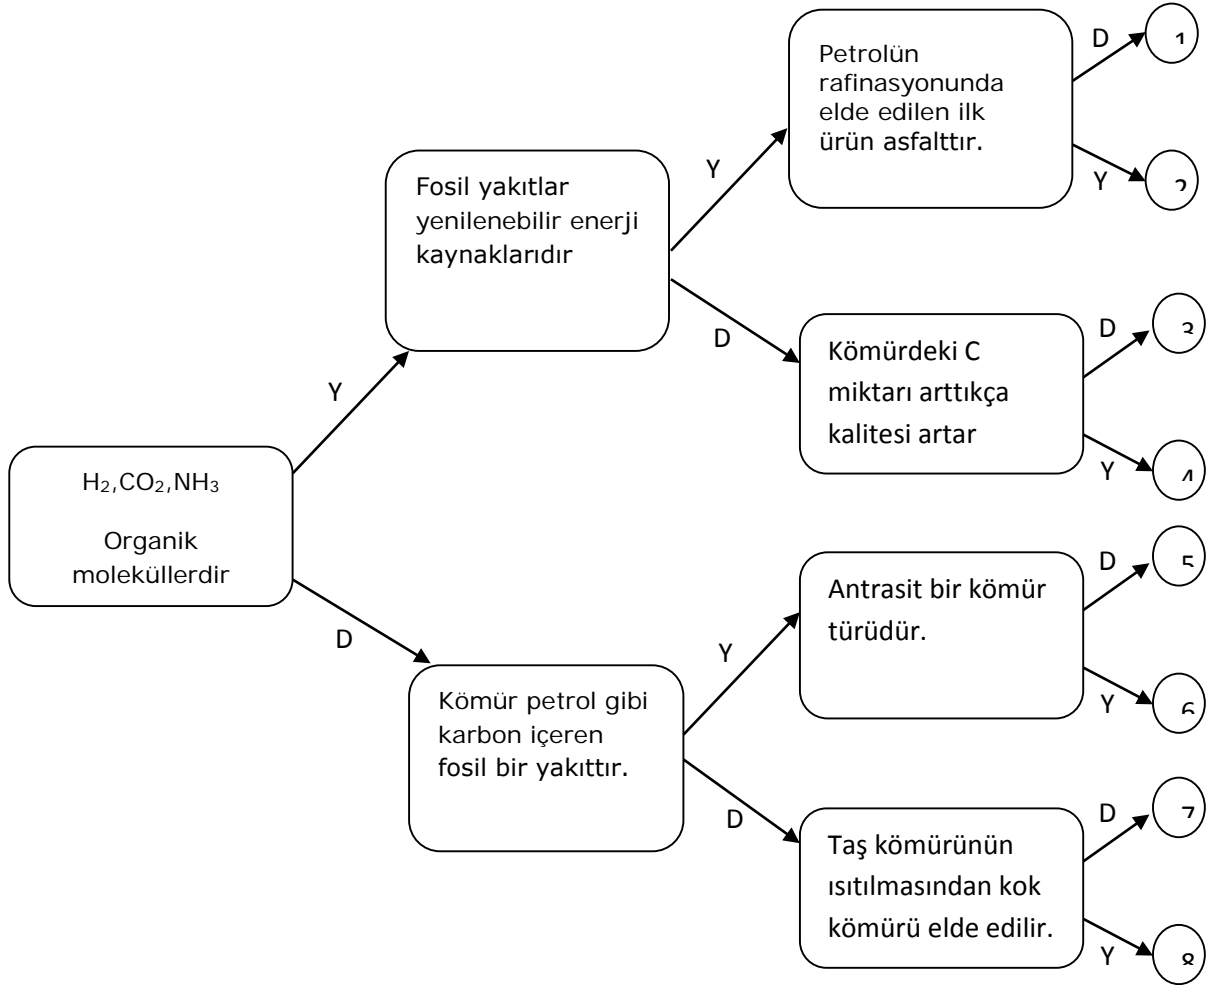 Petrolün
rafinasyonunda
elde edilen ilk
ürün asfalttır.
D
1
Y
2
Fosil yakıtlar
yenilenebilir enerji
kaynaklarıdır
Y
D
Kömürdeki C
miktarı arttıkça
kalitesi artar
D
3
Y
4
H₂,CO₂,NH₃
Organik
moleküllerdir
Y
D
Kömür petrol gibi
karbon içeren
fosil bir yakıttır.
Y
D
Antrasit bir kömür
türüdür.
D
5
Y
6
Taş kömürünün
ısıtılmasından kok
kömürü elde edilir.
D
7
Y
8